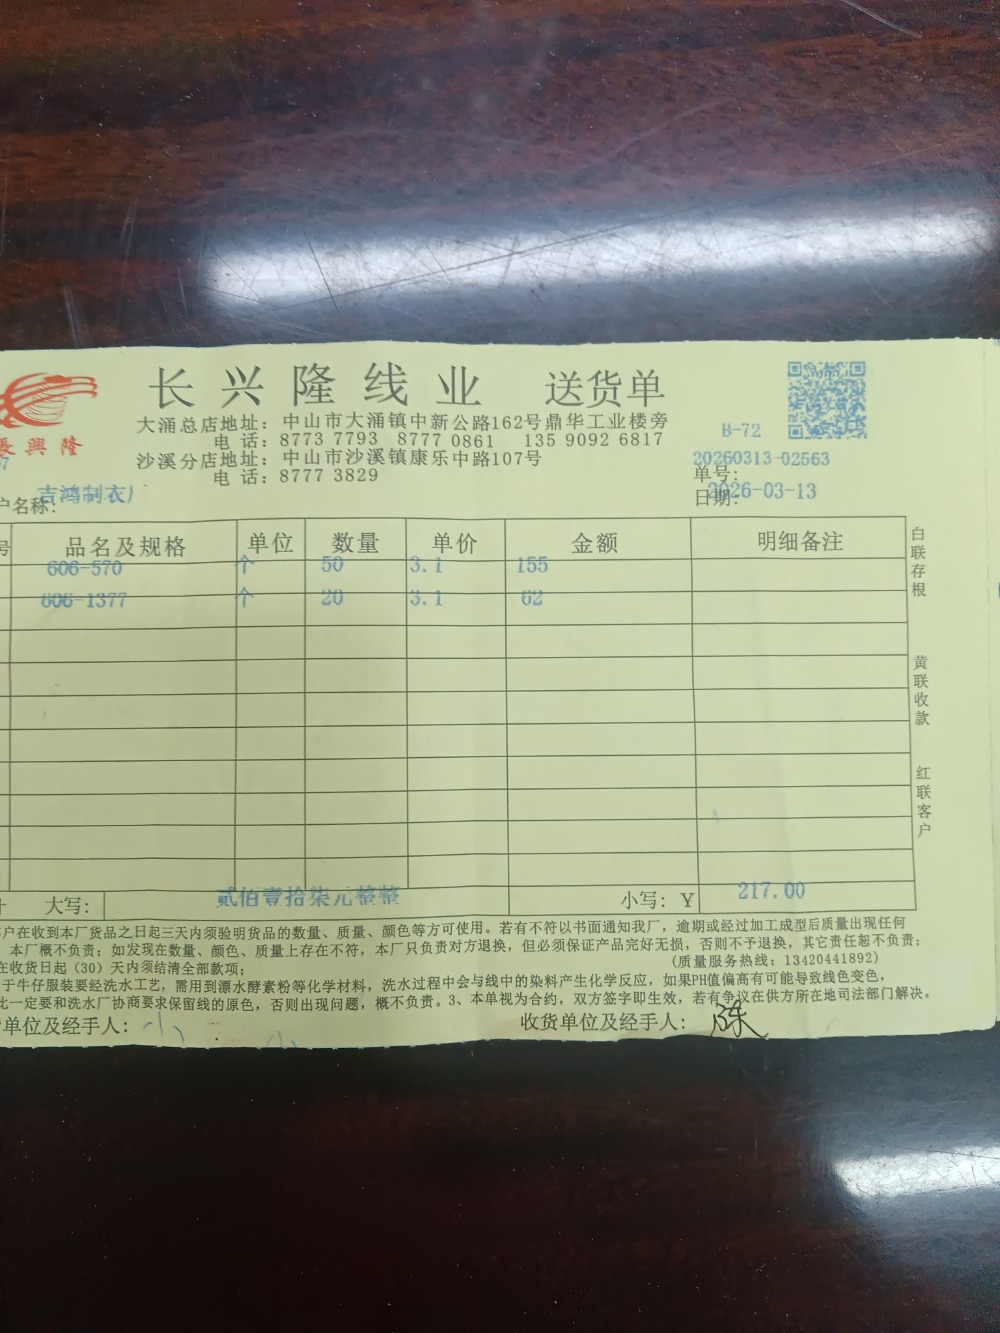 長興隆
长兴隆线业 送货单
大涌总店地址：中山市大涌镇中新公路162号鼎华工业楼旁
电 话：8773 7793 8777 0861 135 9092 6817
沙溪分店地址：中山市沙溪镇康乐中路107号
电 话：8777 3829
B-72
20260313-02563
单号：
日期：2026-03-13
户名称：吉鸿制衣厂
号 品名及规格 单位 数量 单价 金额 明细备注
606-570 个 50 3.1 155
606-1377 个 20 3.1 62
大写：贰佰壹拾柒元整整 小写：￥ 217.00
白联存根
黄联收款
红联客户
户在收到本厂货品之日起三天内须验明货品的数量、质量、颜色等方可使用。若有不符以书面通知我厂，逾期或经过加工成型后质量出现任何
本厂概不负责；如发现在数量、颜色、质量上存在不符，本厂只负责对方退换，但必须保证产品完好无损，否则不予退换，其它责任恕不负责；
在收货日起（30）天内须结清全部款项； (质量服务热线：13420441892)
于牛仔服装要经洗水工艺，需用到漂水酵素粉等化学材料，洗水过程中会与线中的染料产生化学反应，如果PH值偏高有可能导致线色变色，
此一定要和洗水厂协商要求保留线的原色，否则出现问题，概不负责。3、本单视为合约，双方签字即生效，若有争议在供方所在地司法部门解决。
单位及经手人： 收货单位及经手人：陈